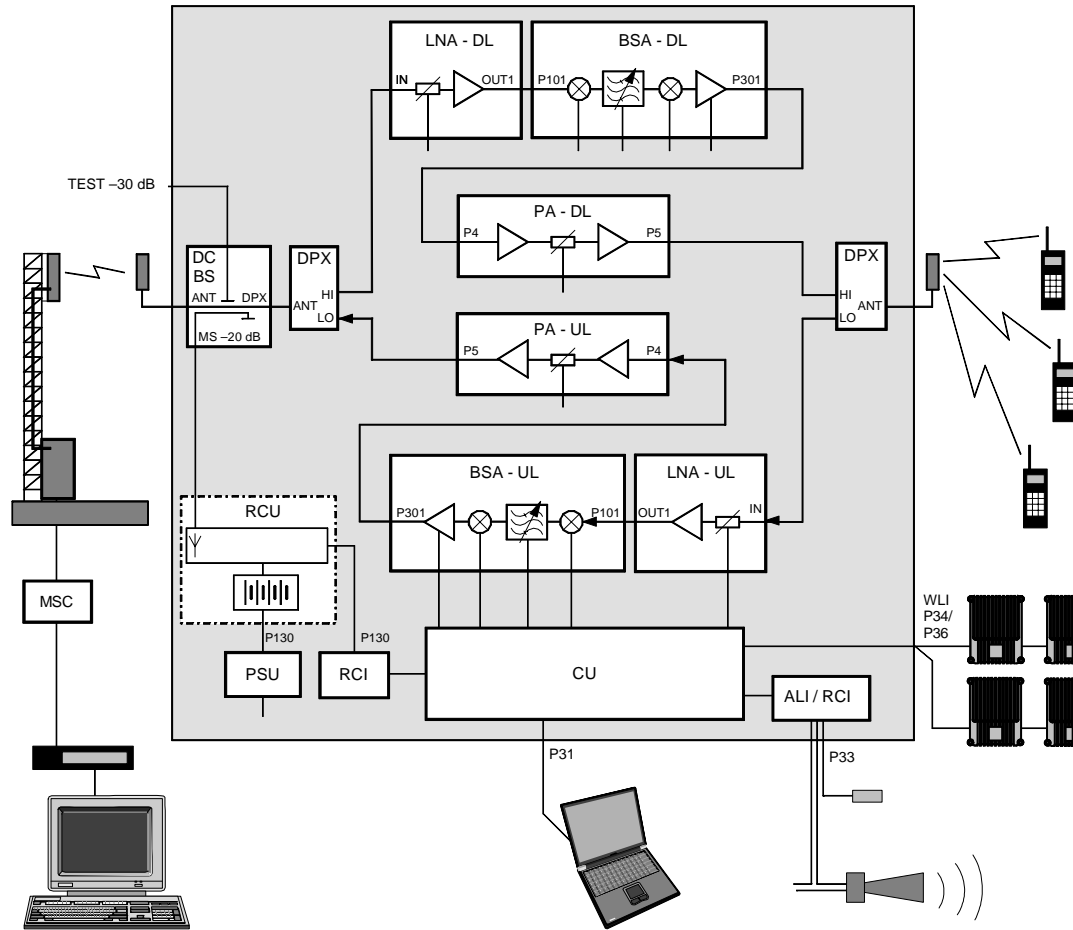 LNA - DL
BSA - DL
IN
OUT1
P101
P301
TEST –30 dB
PA - DL
P4
P5
DC
BS
DPX
DPX
ANT
DPX
HI
ANT
LO
MS –20 dB
HI
ANT
LO
PA - UL
P5
P4
BSA - UL
LNA - UL
P301
P101
OUT1
IN
RCU
MSC
WLI
P34/
P36
P130
P130
PSU
RCI
CU
ALI / RCI
P31
P33